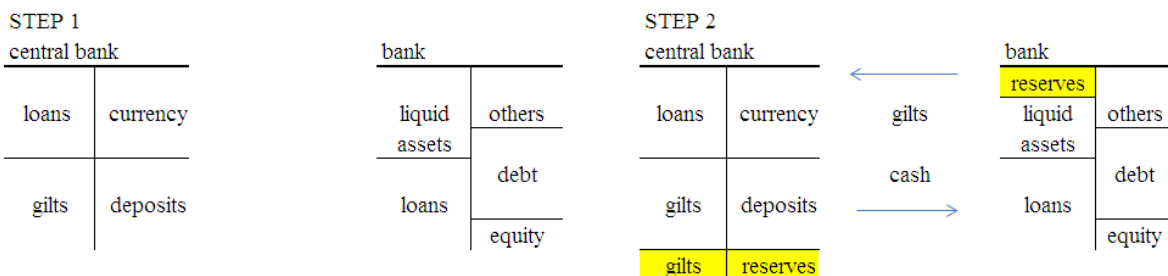 STEP 1
central bank
bank
loans
currency
liquid
assets
others
debt
gilts
deposits
loans
equity
STEP 2
central bank
bank
reserves
loans
currency
gilts
liquid
assets
others
cash
debt
gilts
deposits
loans
equity
gilts
reserves